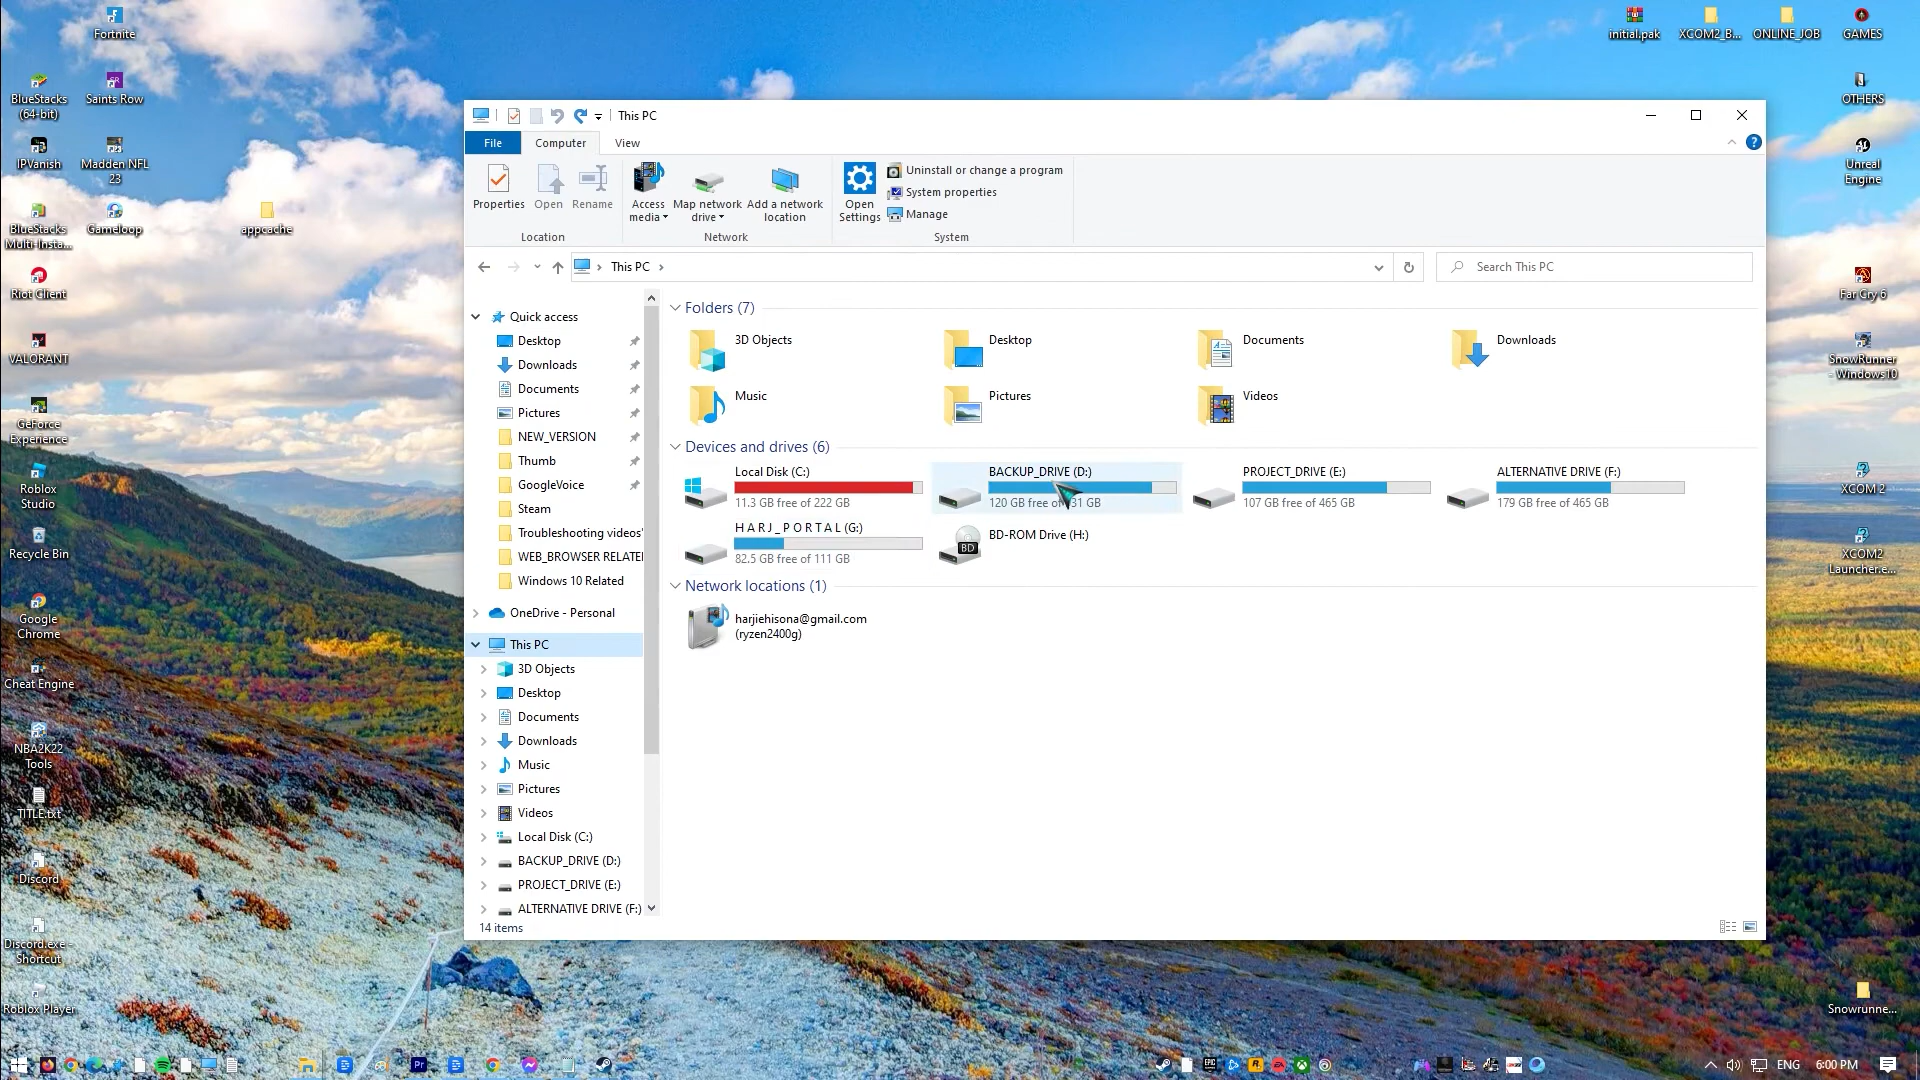 Fortnite
BlueStacks
(64-bit)
Saints Row
IPVanish
Madden NFL
23
BlueStacks
Multi-Insta...
Gameloop
appcache
Riot Client
VALORANT
GeForce
Experience
Roblox
Studio
Recycle Bin
Google
Chrome
Cheat Engine
NBA2K22
Tools
TITLE.txt
Discord
Discord.exe -
Shortcut
Roblox Player
This PC
File
Computer
View
Properties
Open
Rename
Location
Access
media
Map network
drive
Add a network
location
Network
Open
Settings
Uninstall or change a program
System properties
Manage
System
This PC
Search This PC
Quick access
Desktop
Downloads
Documents
Pictures
NEW_VERSION
Thumb
GoogleVoice
Steam
Troubleshooting videos'
WEB_BROWSER RELATE
Windows 10 Related
OneDrive - Personal
This PC
3D Objects
Desktop
Documents
Downloads
Music
Pictures
Videos
Local Disk (C:)
BACKUP_DRIVE (D:)
PROJECT_DRIVE (E:)
ALTERNATIVE DRIVE (F:)
14 items
Folders (7)
3D Objects
Desktop
Documents
Downloads
Music
Pictures
Videos
Devices and drives (6)
Local Disk (C:)
11.3 GB free of 222 GB
BACKUP_DRIVE (D:)
120 GB free of 31 GB
PROJECT_DRIVE (E:)
107 GB free of 465 GB
ALTERNATIVE DRIVE (F:)
179 GB free of 465 GB
H A R J _ P O R T A L (G:)
82.5 GB free of 111 GB
BD-ROM Drive (H:)
BD
Network locations (1)
harjiehisona@gmail.com
(ryzen2400g)
initial.pak
XCOM2_B...
ONLINE_JOB
GAMES
OTHERS
Unreal
Engine
Far Cry 6
SnowRunner
- Windows10
XCOM 2
XCOM2
Launcher.e...
Snowrunne...
Pr
EPIC
ENG
6:00 PM